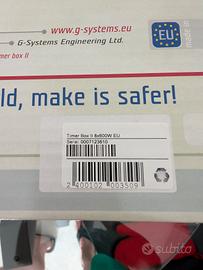 www.g-systems.eu
G-Systems Engineering Ltd.
mer box II
EU
made in
ld, make is safer!
Timer Box II 8x600W EU
Serial: 0007123610
2 400102 003509
subito